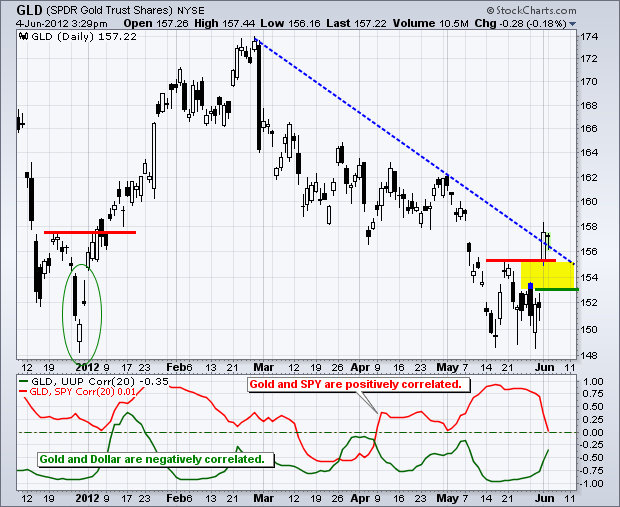 GLD (SPDR Gold Trust Shares) NYSE © StockCharts.com
4-Jun-2012 3:29pm Open 157.26 High 157.44 Low 156.16 Last 157.22 Volume 10.5M Chg -0.28 (-0.18%)
GLD (Daily) 157.22
174
172
170
168
166
164
162
160
158
156
154
152
150
148
12 19 27 2012 9 17 23 Feb 6 13 21 Mar 12 19 26 Apr 9 16 23 May 7 14 21 Jun 11
GLD, UUP Corr(20) -0.35
GLD, SPY Corr(20) 0.01
Gold and SPY are positively correlated.
Gold and Dollar are negatively correlated.
1.00
0.75
0.50
0.25
0.00
-0.25
-0.50
-0.75
-1.00
12 19 27 2012 9 17 23 Feb 6 13 21 Mar 12 19 26 Apr 9 16 23 May 7 14 21 Jun 11